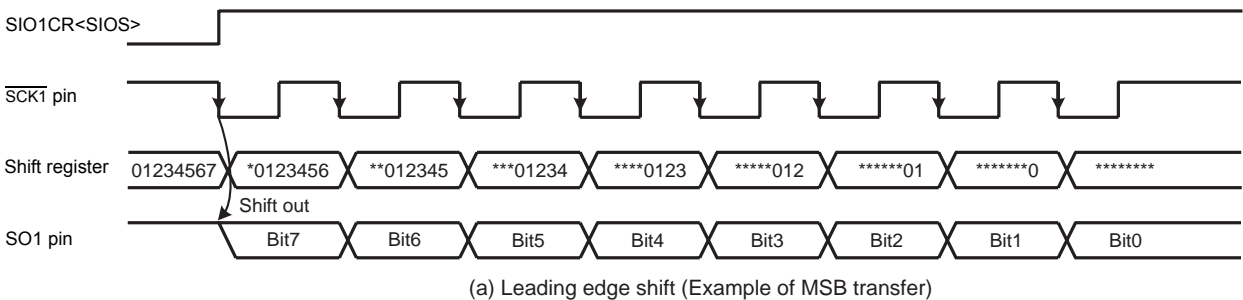 SIO1CR<SIOS>
SCK1 pin
Shift register 01234567 *0123456 **012345 ***01234 ****0123 *****012 ******01 *******0 ********
Shift out
SO1 pin Bit7 Bit6 Bit5 Bit4 Bit3 Bit2 Bit1 Bit0
(a) Leading edge shift (Example of MSB transfer)